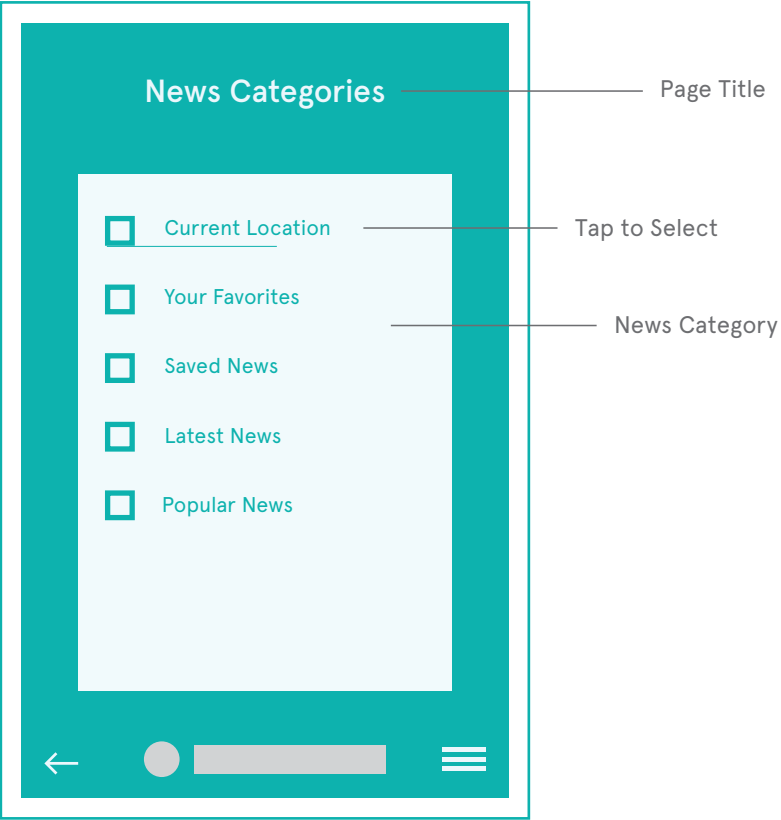 News Categories
Page Title
Current Location
Tap to Select
Your Favorites
News Category
Saved News
Latest News
Popular News